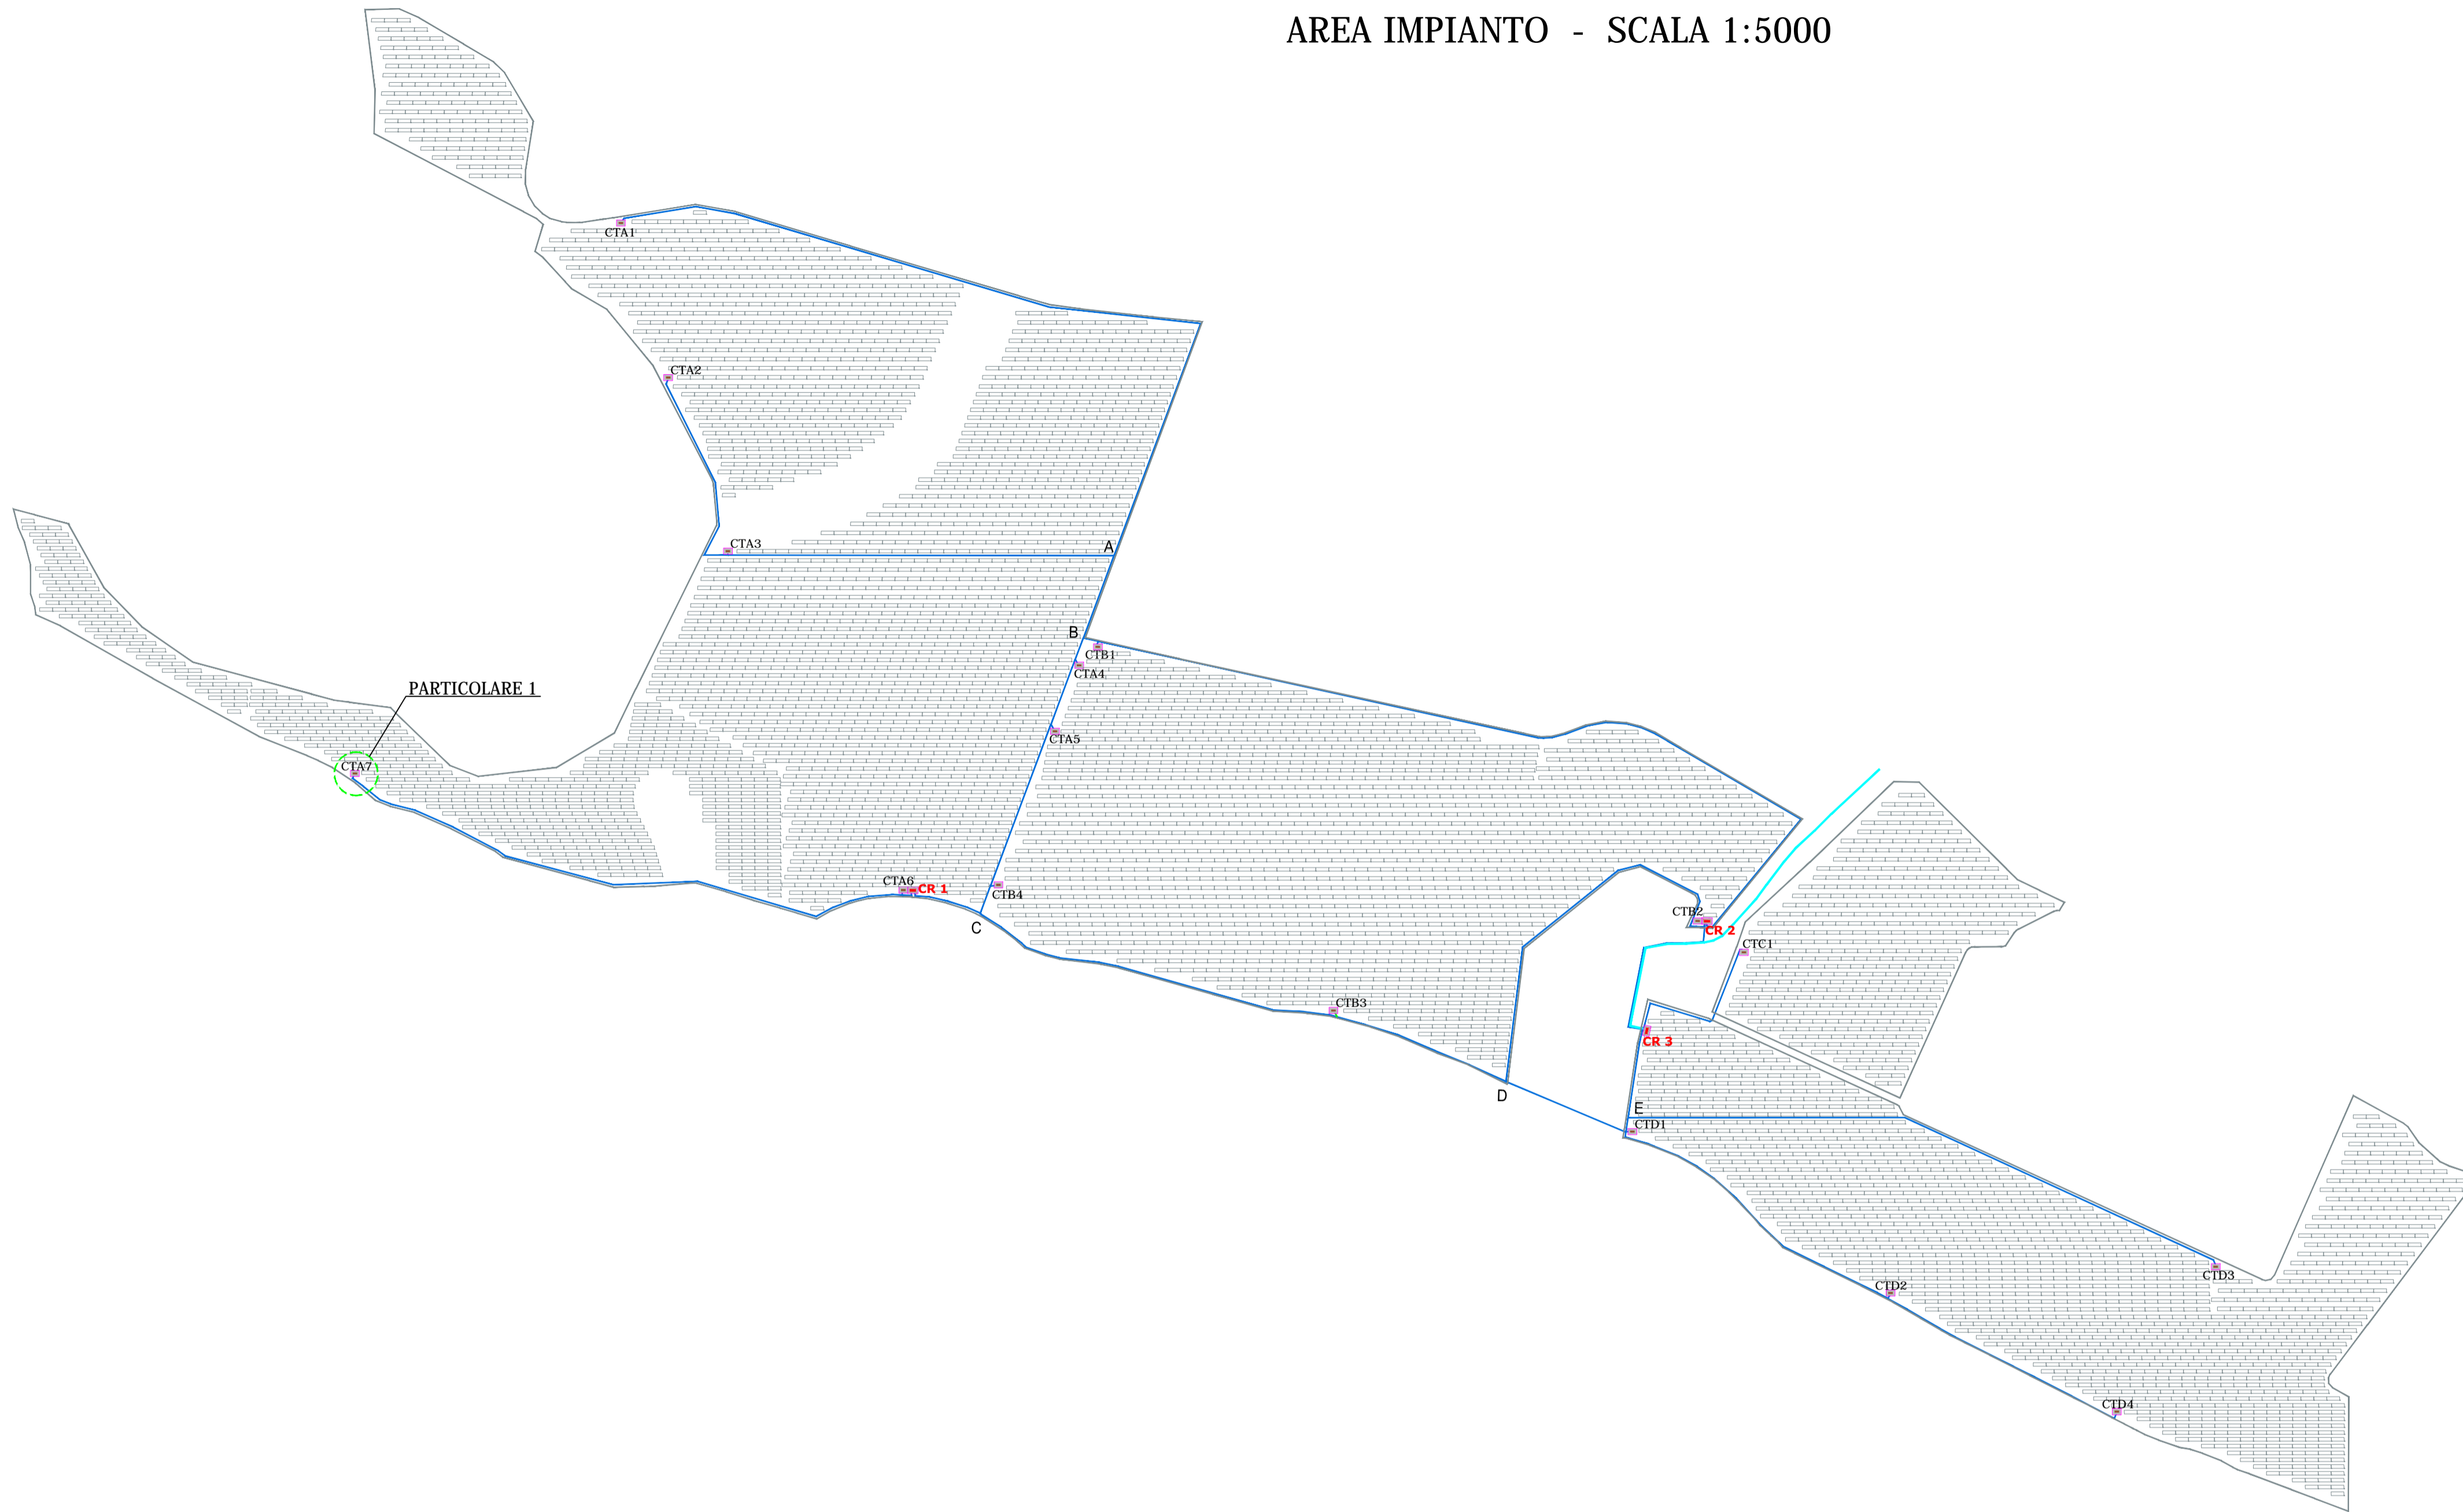 AREA IMPIANTO - SCALA 1:5000
CTA1
CTA2
CTA3
A
B
CTB1
CTA4
PARTICOLARE 1
CTA5
CTA7
CTA6
CR 1
CTB4
C
CTB2
CR 2
CTC1
CTB3
CR 3
D
E
CTD1
CTD3
CTD2
CTD4